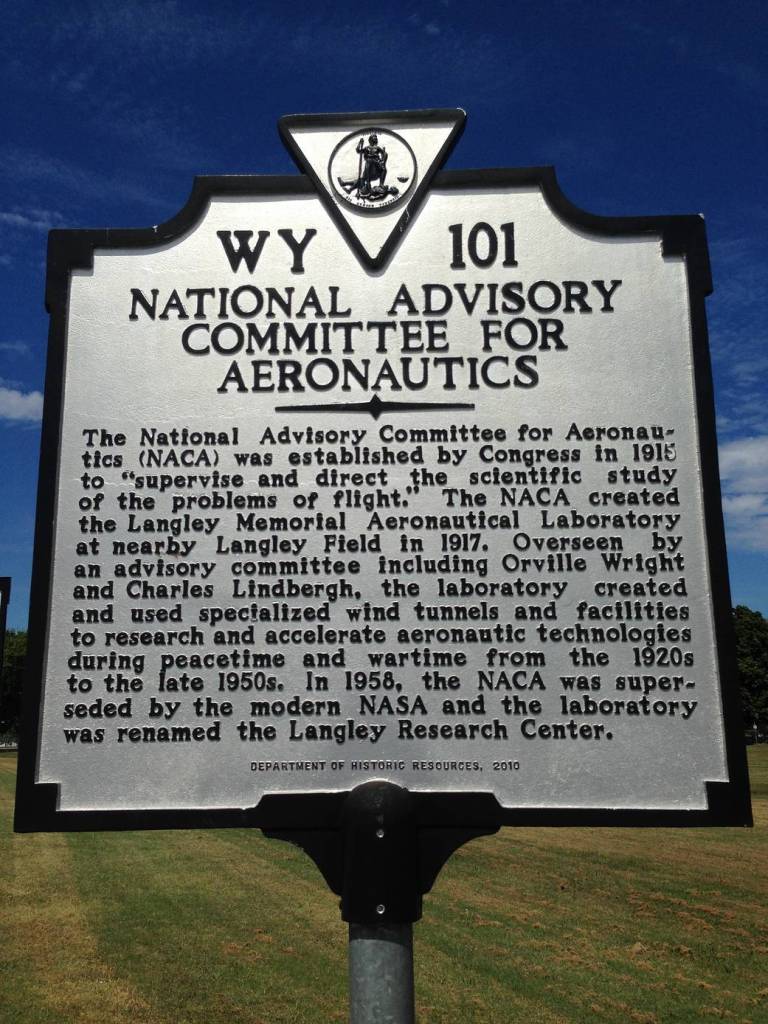 WY 101
NATIONAL ADVISORY
COMMITTEE FOR
AERONAUTICS
The National Advisory Committee for Aeronau-
tics (NACA) was established by Congress in 1915
to "supervise and direct the scientific study
of the problems of flight." The NACA created
the Langley Memorial Aeronautical Laboratory
at nearby Langley Field in 1917. Overseen by
an advisory committee including Orville Wright
and Charles Lindbergh, the laboratory created
and used specialized wind tunnels and facilities
to research and accelerate aeronautic technologies
during peacetime and wartime from the 1920s
to the late 1950s. In 1958, the NACA was super-
seded by the modern NASA and the laboratory
was renamed the Langley Research Center.
DEPARTMENT OF HISTORIC RESOURCES, 2010